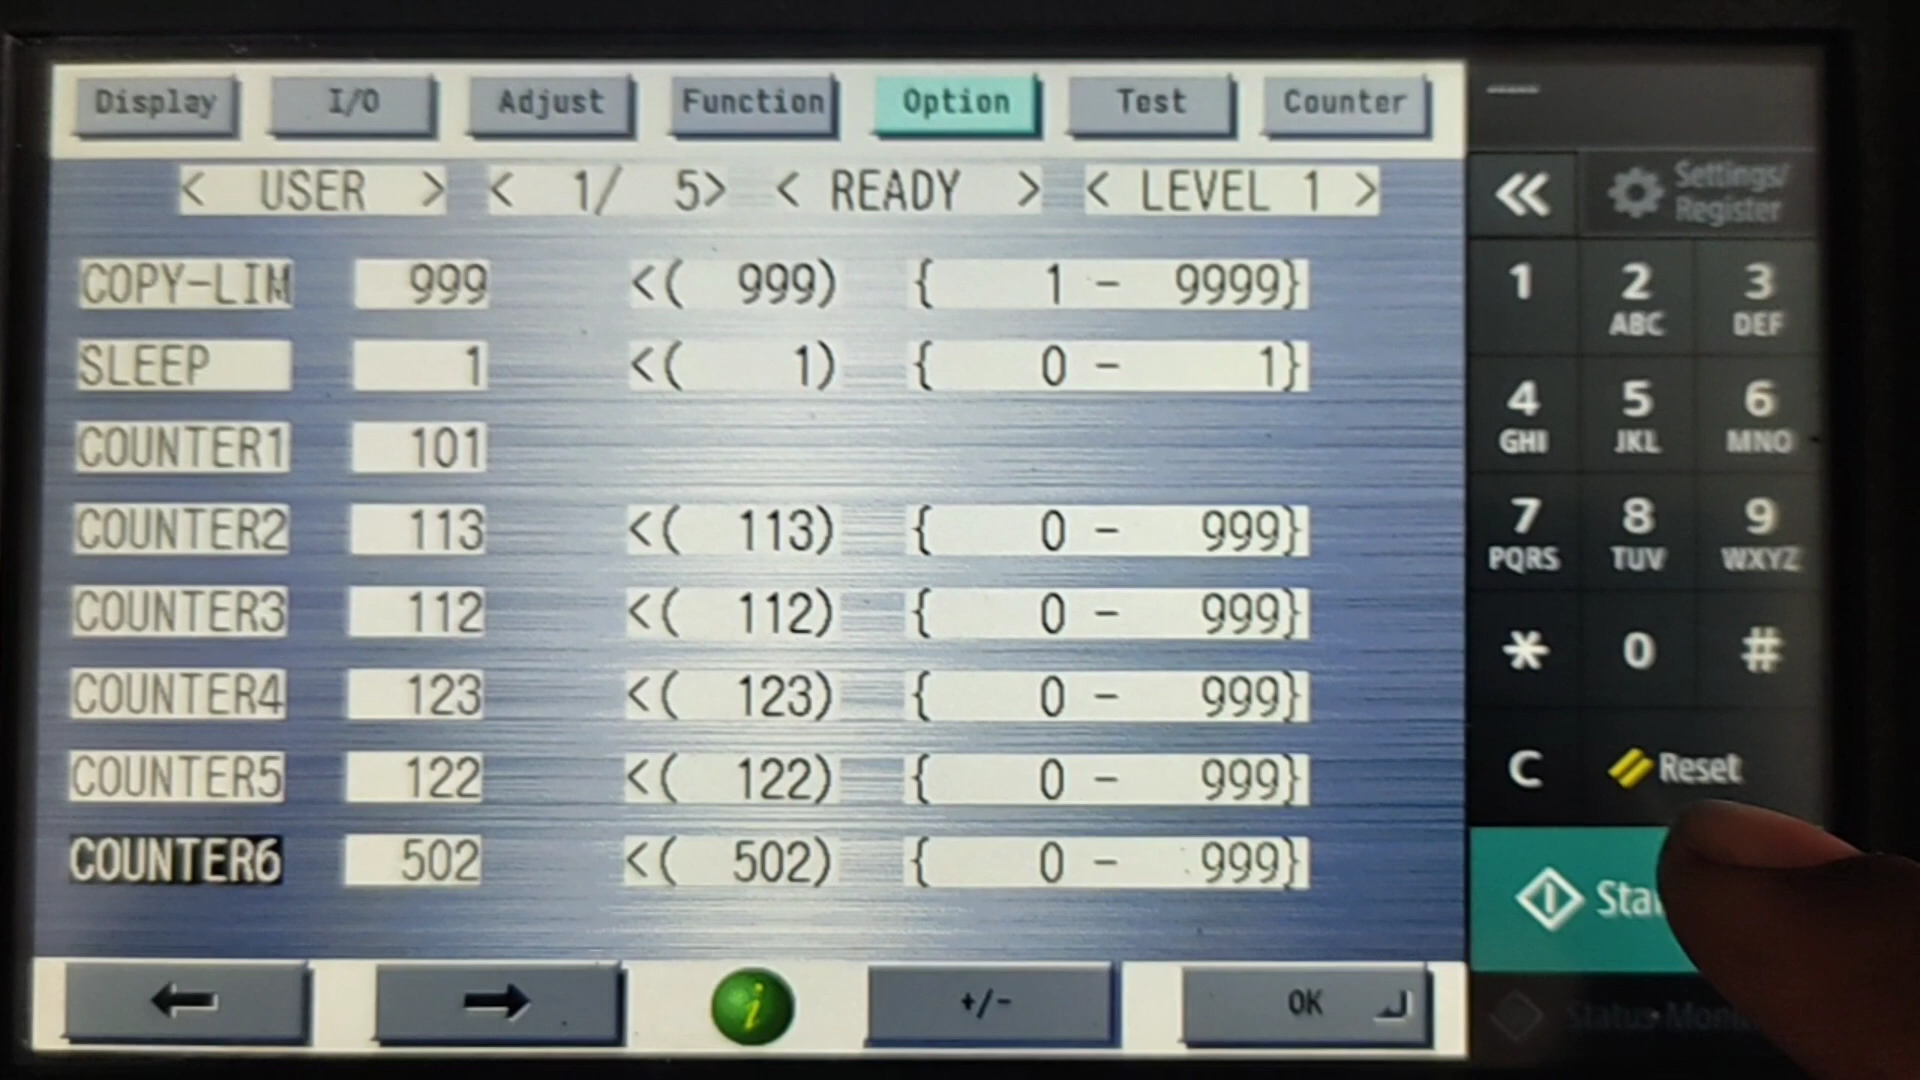 Display I/O Adjust Function Option Test Counter
< USER > < 1/ 5> < READY > < LEVEL 1 >
COPY-LIM 999 <( 999) { 1 - 9999}
SLEEP 1 <( 1) { 0 - 1}
COUNTER1 101
COUNTER2 113 <( 113) { 0 - 999}
COUNTER3 112 <( 112) { 0 - 999}
COUNTER4 123 <( 123) { 0 - 999}
COUNTER5 122 <( 122) { 0 - 999}
COUNTER6 502 <( 502) { 0 - 999}
i +/- OK
Settings/
Register
1 2 3
ABC DEF
4 5 6
GHI JKL MNO
7 8 9
PQRS TUV WXYZ
* 0 #
C Reset
Status